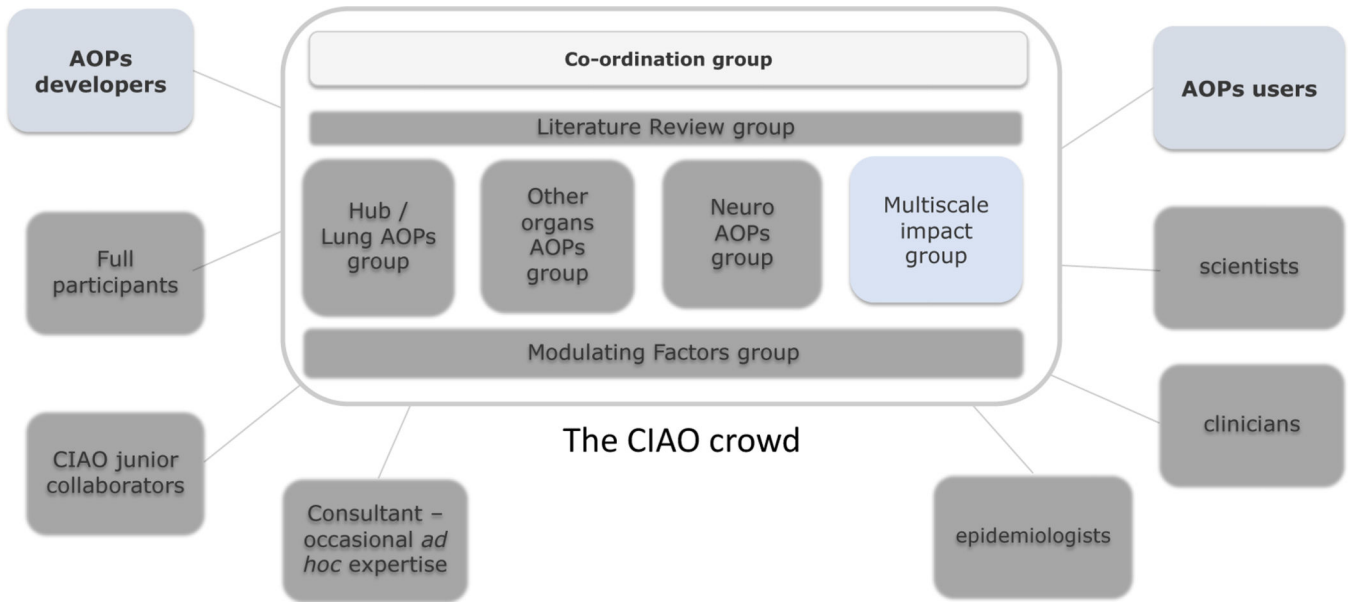 AOPs
developers
Co-ordination group
AOPs users
Literature Review group
Hub /
Lung AOPs
group
Other
organs
AOPs
group
Neuro
AOPs
group
Multiscale
impact
group
Full
participants
scientists
Modulating Factors group
CIAO junior
collaborators
The CIAO crowd
clinicians
Consultant –
occasional ad
hoc expertise
epidemiologists